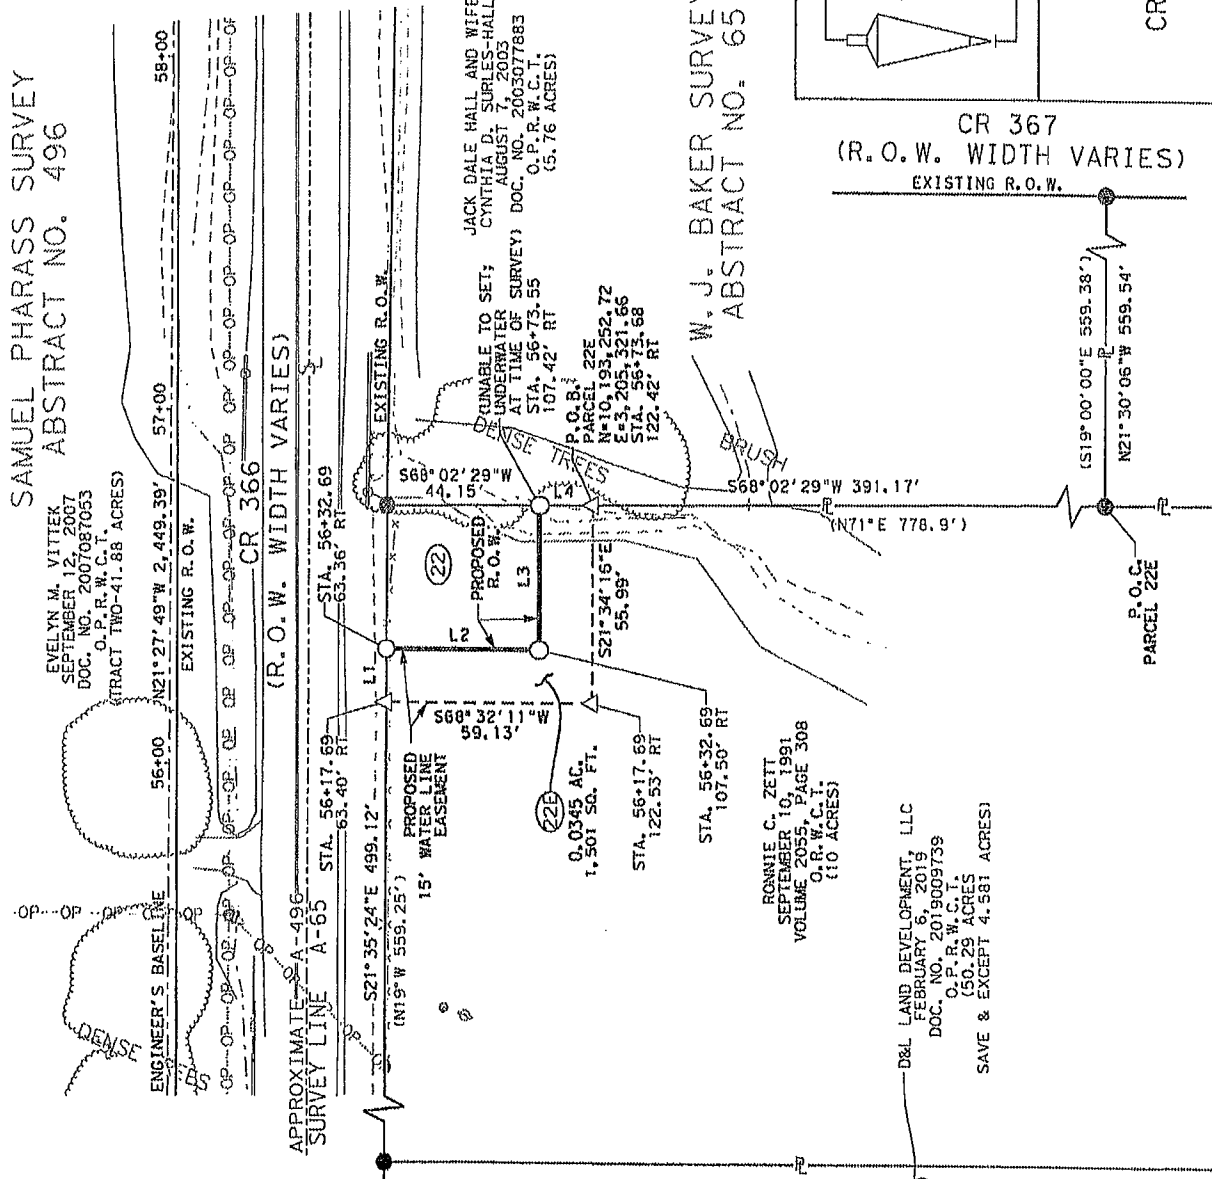 SAMUEL PHARASS SURVEY
ABSTRACT NO. 496
EVELYN M. VITTEK
SEPTEMBER 12, 2007
DOC. NO. 2007087053
O.P.R.W.C.T.
(TRACT TWO-41.88 ACRES)
ENGINEER'S BASELINE
56+00
N21°27'49"W 2,449.39'
57+00
58+00
EXISTING R.O.W.
OP OP OP OP
DENSE
CR 366
(R.O.W. WIDTH VARIES)
APPROXIMATE A-496
SURVEY LINE A-65
STA. 56+17.69
63.40' RT
STA. 56+32.69
63.36' RT
EXISTING R.O.W.
S21°35'24"E 499.12'
(N19°W 559.25')
L1
PROPOSED
15' WATER LINE
EASEMENT
S68°32'11"W
59.13'
L2
22
PROPOSED
R.O.W.
L3
S68°02'29"W
44.15'
L4
S21°34'16"E
55.99'
22E
0.0345 AC.
1,501 SQ. FT.
STA. 56+17.69
122.53' RT
STA. 56+32.69
107.50' RT
JACK DALE HALL AND WIFE
CYNTHIA D. SURLES-HALL
AUGUST 7, 2003
DOC. NO. 2003077883
O.P.R.W.C.T.
(5.76 ACRES)
(UNABLE TO SET;
UNDERWATER
AT TIME OF SURVEY)
STA. 56+73.55
107.42' RT
P.O.B.
PARCEL 22E
N=10,193,252.72
E=3,205,321.66
STA. 56+73.68
122.42' RT
DENSE TREES
BRUSH
W. J. BAKER SURVEY
ABSTRACT NO. 65
S68°02'29"W 391.17'
(N71°E 778.9')
RONNIE C. ZETT
SEPTEMBER 10, 1991
VOLUME 2055, PAGE 308
O.R.W.C.T.
(10 ACRES)
D&L LAND DEVELOPMENT, LLC
FEBRUARY 6, 2019
DOC. NO. 2019009739
O.P.R.W.C.T.
(50.29 ACRES
SAVE & EXCEPT 4.581 ACRES)
CR 367
(R.O.W. WIDTH VARIES)
EXISTING R.O.W.
(S19°00'00"E 559.38')
N21°30'06"W 559.54'
P.O.C.
PARCEL 22E
CR